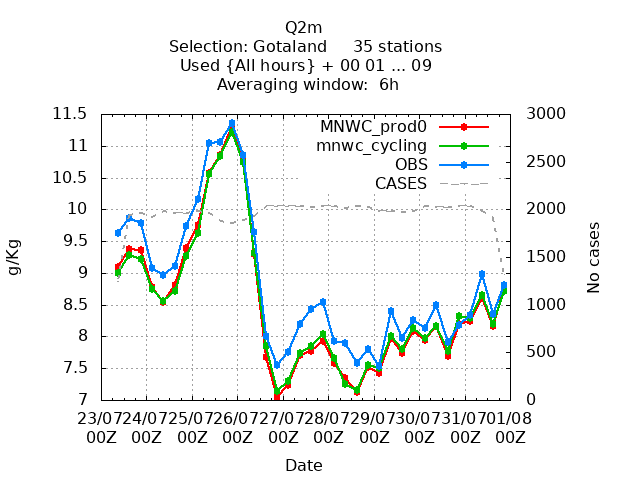 Q2m
Selection: Gotaland     35 stations
Used {All hours} + 00 01 ... 09
Averaging window:  6h
11.5
11
10.5
10
9.5
9
8.5
8
7.5
7
3000
2500
2000
1500
1000
500
0
MNWC_prod0
mnwc_cycling
OBS
CASES
g/Kg
No cases
23/07 24/07 25/07 26/07 27/07 28/07 29/07 30/07 31/07 01/08
00Z 00Z 00Z 00Z 00Z 00Z 00Z 00Z 00Z 00Z
Date